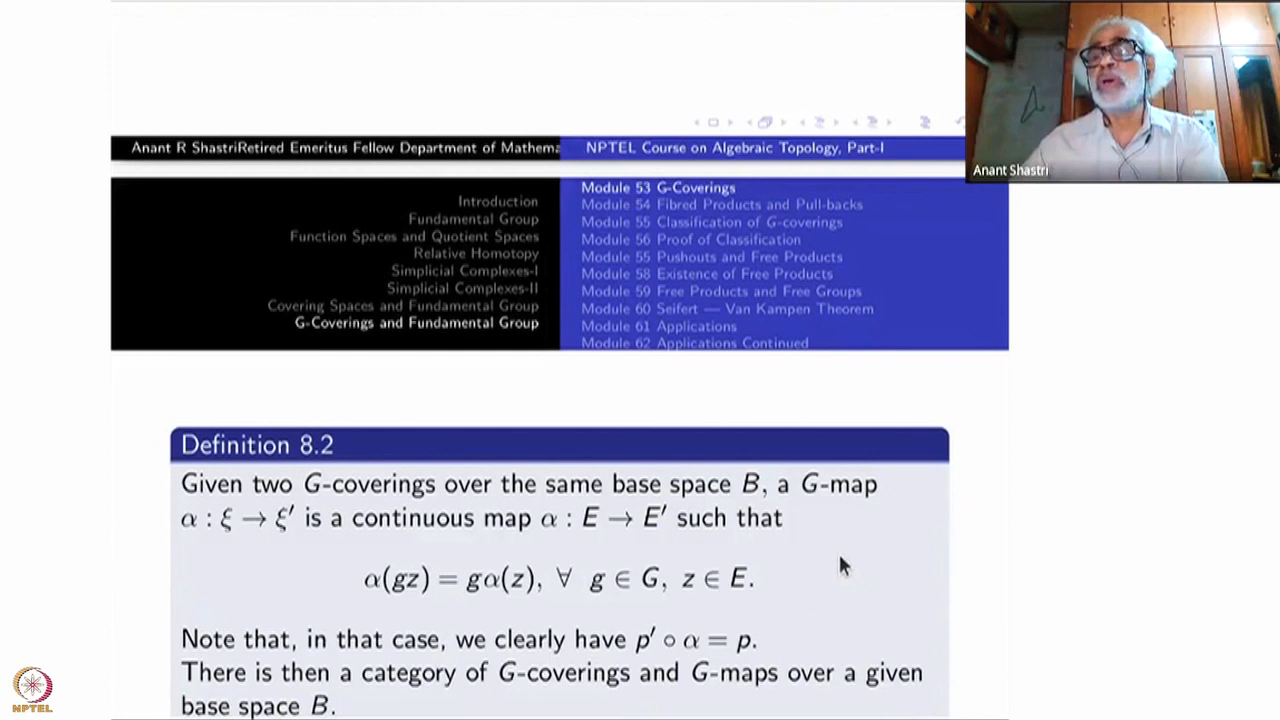 Anant Shastri
Anant R ShastriRetired Emeritus Fellow Department of Mathema
NPTEL Course on Algebraic Topology, Part-I
Introduction
Fundamental Group
Function Spaces and Quotient Spaces
Relative Homotopy
Simplicial Complexes-I
Simplicial Complexes-II
Covering Spaces and Fundamental Group
G-Coverings and Fundamental Group
Module 53 G-Coverings
Module 54 Fibred Products and Pull-backs
Module 55 Classification of G-coverings
Module 56 Proof of Classification
Module 55 Pushouts and Free Products
Module 58 Existence of Free Products
Module 59 Free Products and Free Groups
Module 60 Seifert — Van Kampen Theorem
Module 61 Applications
Module 62 Applications Continued
Definition 8.2
Given two G-coverings over the same base space B, a G-map
α : ξ → ξ′ is a continuous map α : E → E′ such that
α(gz) = gα(z), ∀ g ∈ G, z ∈ E.
Note that, in that case, we clearly have p′ ∘ α = p.
There is then a category of G-coverings and G-maps over a given
base space B.
NPTEL